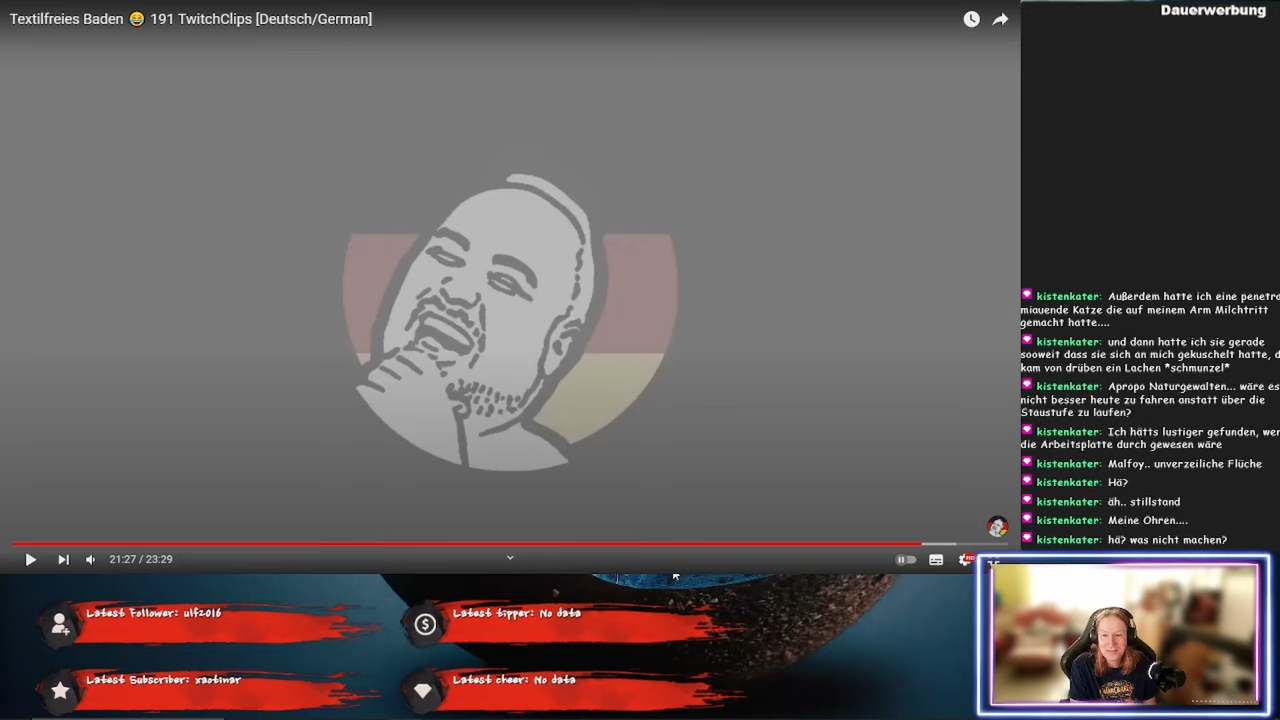 Textilfreies Baden 😂 191 TwitchClips [Deutsch/German]
Dauerwerbung
kistenkater: Außerdem hatte ich eine
miauende Katze die auf meinem Arm Milchtritt
gemacht hatte....
kistenkater: und dann hatte ich sie gerade
sooweit dass sie sich an mich gekuschelt hatte,
kam von drüben ein Lachen *schmunzel*
kistenkater: Apropo Naturgewalten... wäre es
nicht besser heute zu fahren anstatt über die
Staustufe zu laufen?
kistenkater: Ich hätts lustiger gefunden,
die Arbeitsplatte durch gewesen wäre
kistenkater: Malfoy.. unverzeiliche Flüche
kistenkater: Hä?
kistenkater: äh.. stillstand
kistenkater: Meine Ohren....
kistenkater: hä? was nicht machen?
21:27 / 23:29
HD
Latest Follower: ulf2016
Latest tipper: No data
Latest Subscriber: xaotinar
Latest cheer: No data